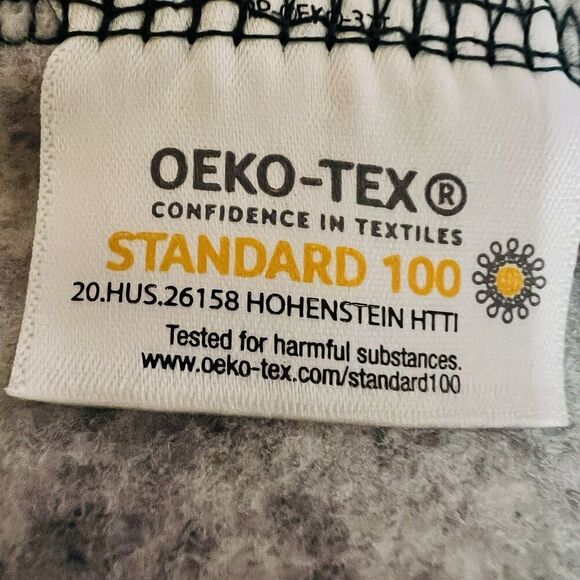 OEKO-TEX®
CONFIDENCE IN TEXTILES
STANDARD 100
20.HUS.26158 HOHENSTEIN HTTI
Tested for harmful substances.
www.oeko-tex.com/standard100